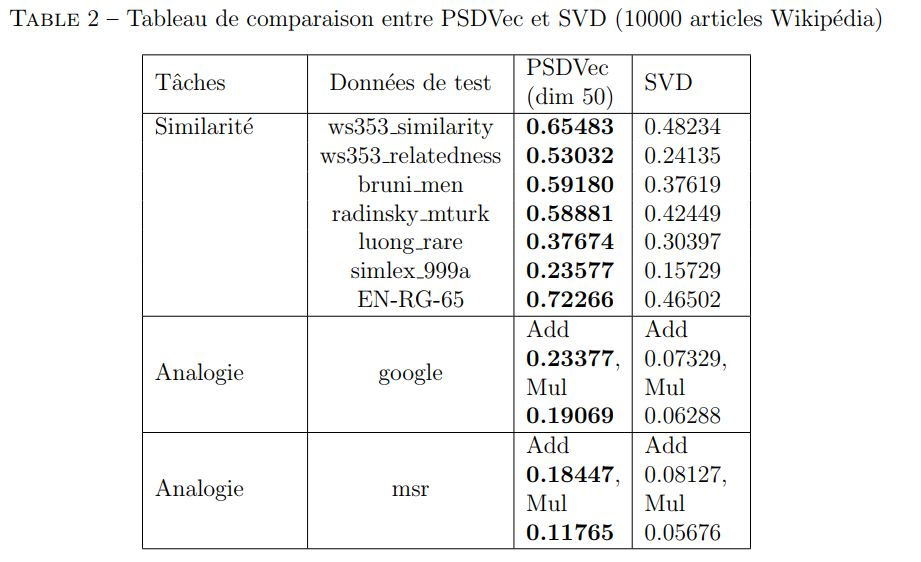 TABLE 2 – Tableau de comparaison entre PSDVec et SVD (10000 articles Wikipédia)
Tâches Données de test PSDVec (dim 50) SVD
Similarité ws353_similarity 0.65483 0.48234
ws353_relatedness 0.53032 0.24135
bruni_men 0.59180 0.37619
radinsky_mturk 0.58881 0.42449
luong_rare 0.37674 0.30397
simlex_999a 0.23577 0.15729
EN-RG-65 0.72266 0.46502
Analogie google Add 0.23377, Mul 0.19069 Add 0.07329, Mul 0.06288
Analogie msr Add 0.18447, Mul 0.11765 Add 0.08127, Mul 0.05676